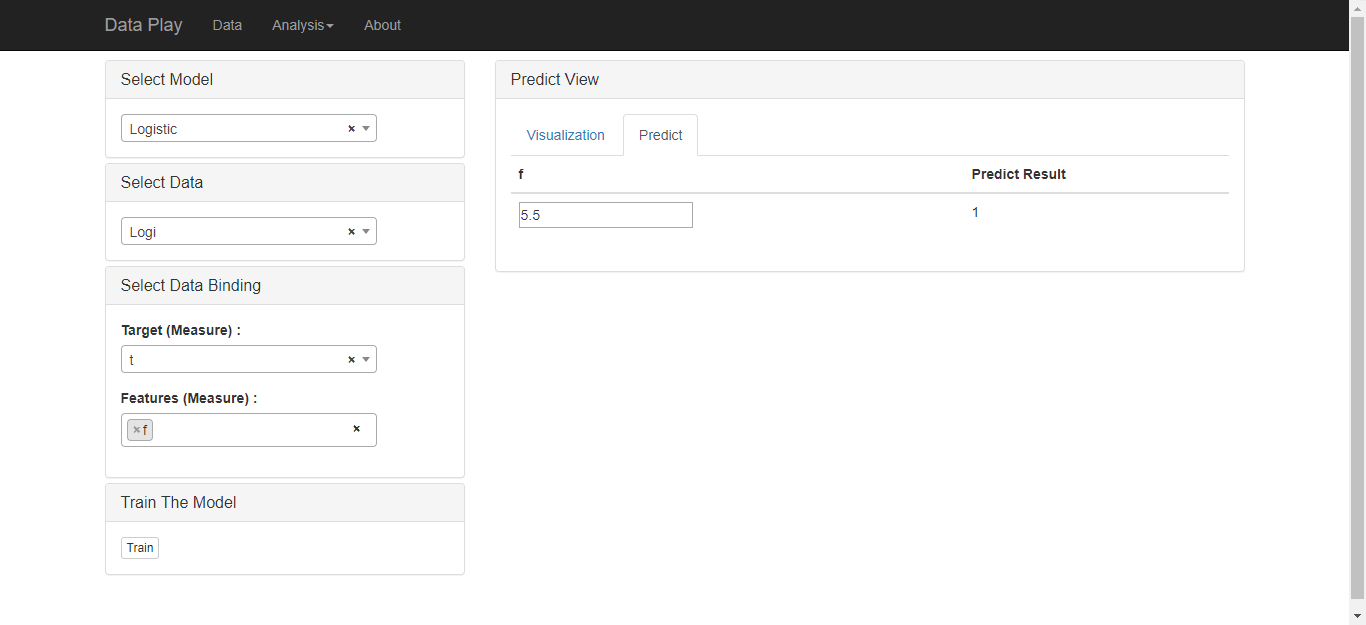 Data Play Data Analysis About
Select Model
Logistic × 
Select Data
Logi ×
Select Data Binding
Target (Measure) :
t ×
Features (Measure) :
×f ×
Train The Model
Train
Predict View
Visualization Predict
f Predict Result
5.5 1